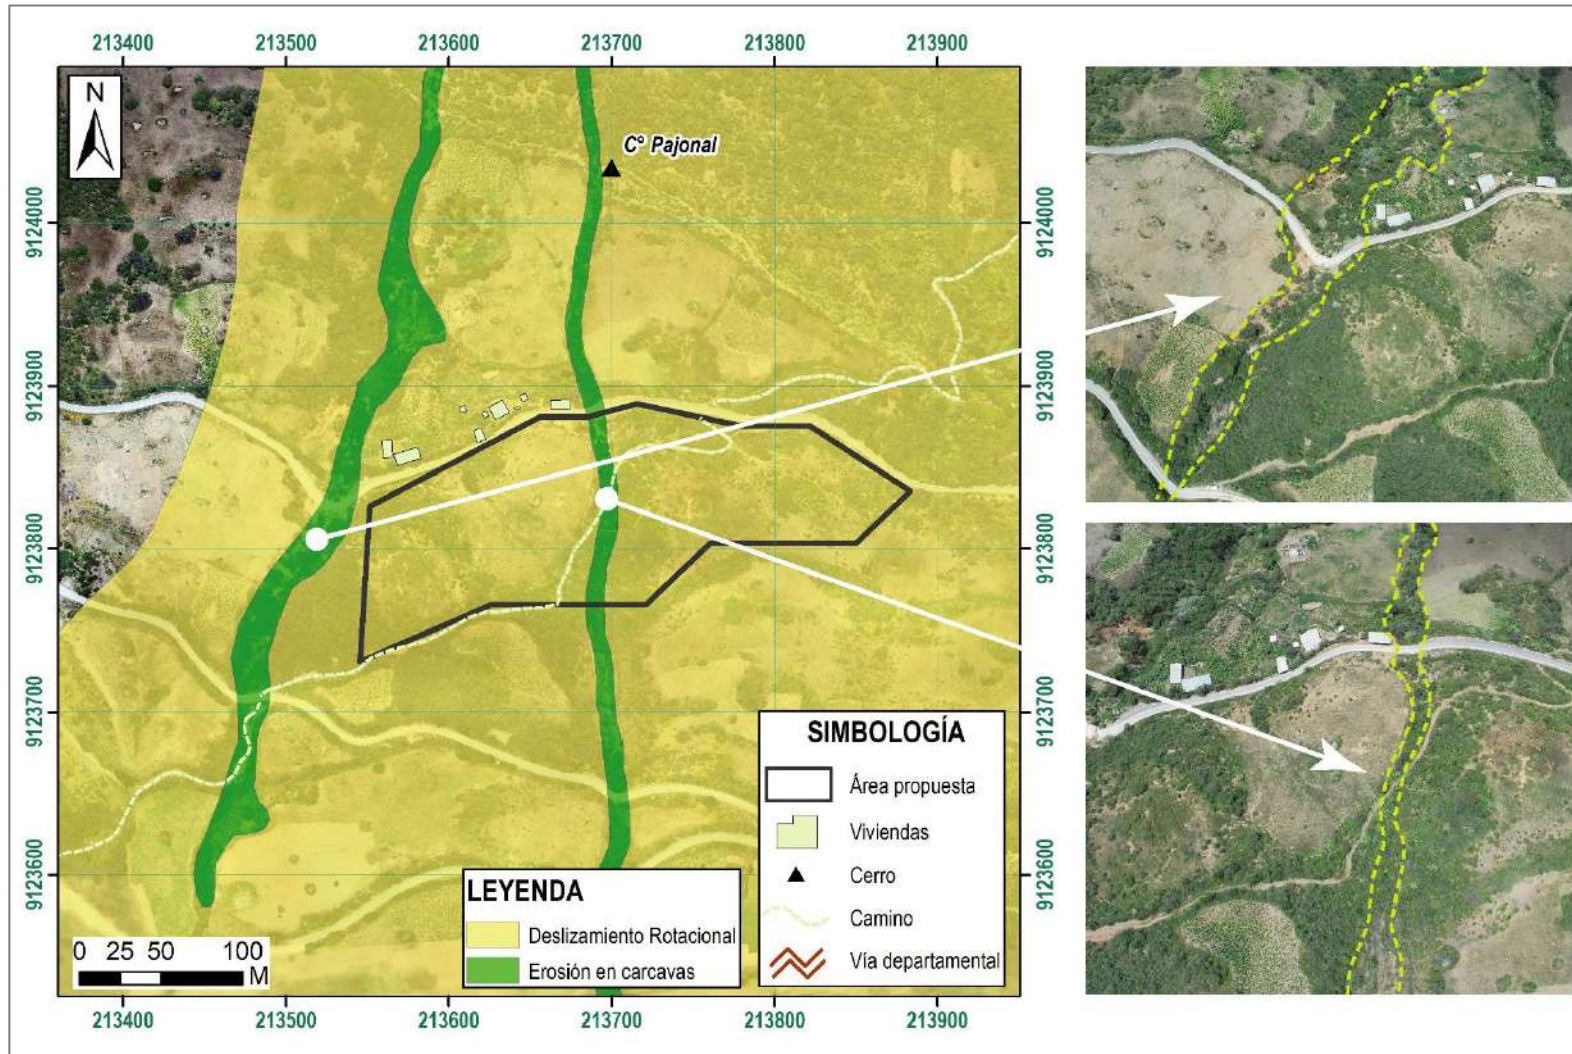 213400 213500 213600 213700 213800 213900
N
Cº Pajonal
9124000 9124000
9123900 9123900
9123800 9123800
9123700 9123700
9123600 9123600
SIMBOLOGÍA
Área propuesta
Viviendas
Cerro
Camino
Vía departamental
LEYENDA
Deslizamiento Rotacional
Erosión en carcavas
0 25 50 100
M
213400 213500 213600 213700 213800 213900